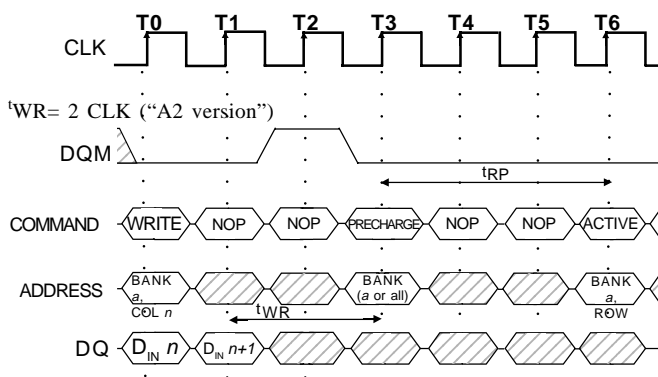 T0 T1 T2 T3 T4 T5 T6
CLK
tWR= 2 CLK (“A2 version”)
DQM
tRP
COMMAND WRITE NOP NOP PRECHARGE NOP NOP ACTIVE
ADDRESS BANK a, COL n BANK (a or all) BANK a, ROW
tWR
DQ DIN n DIN n+1